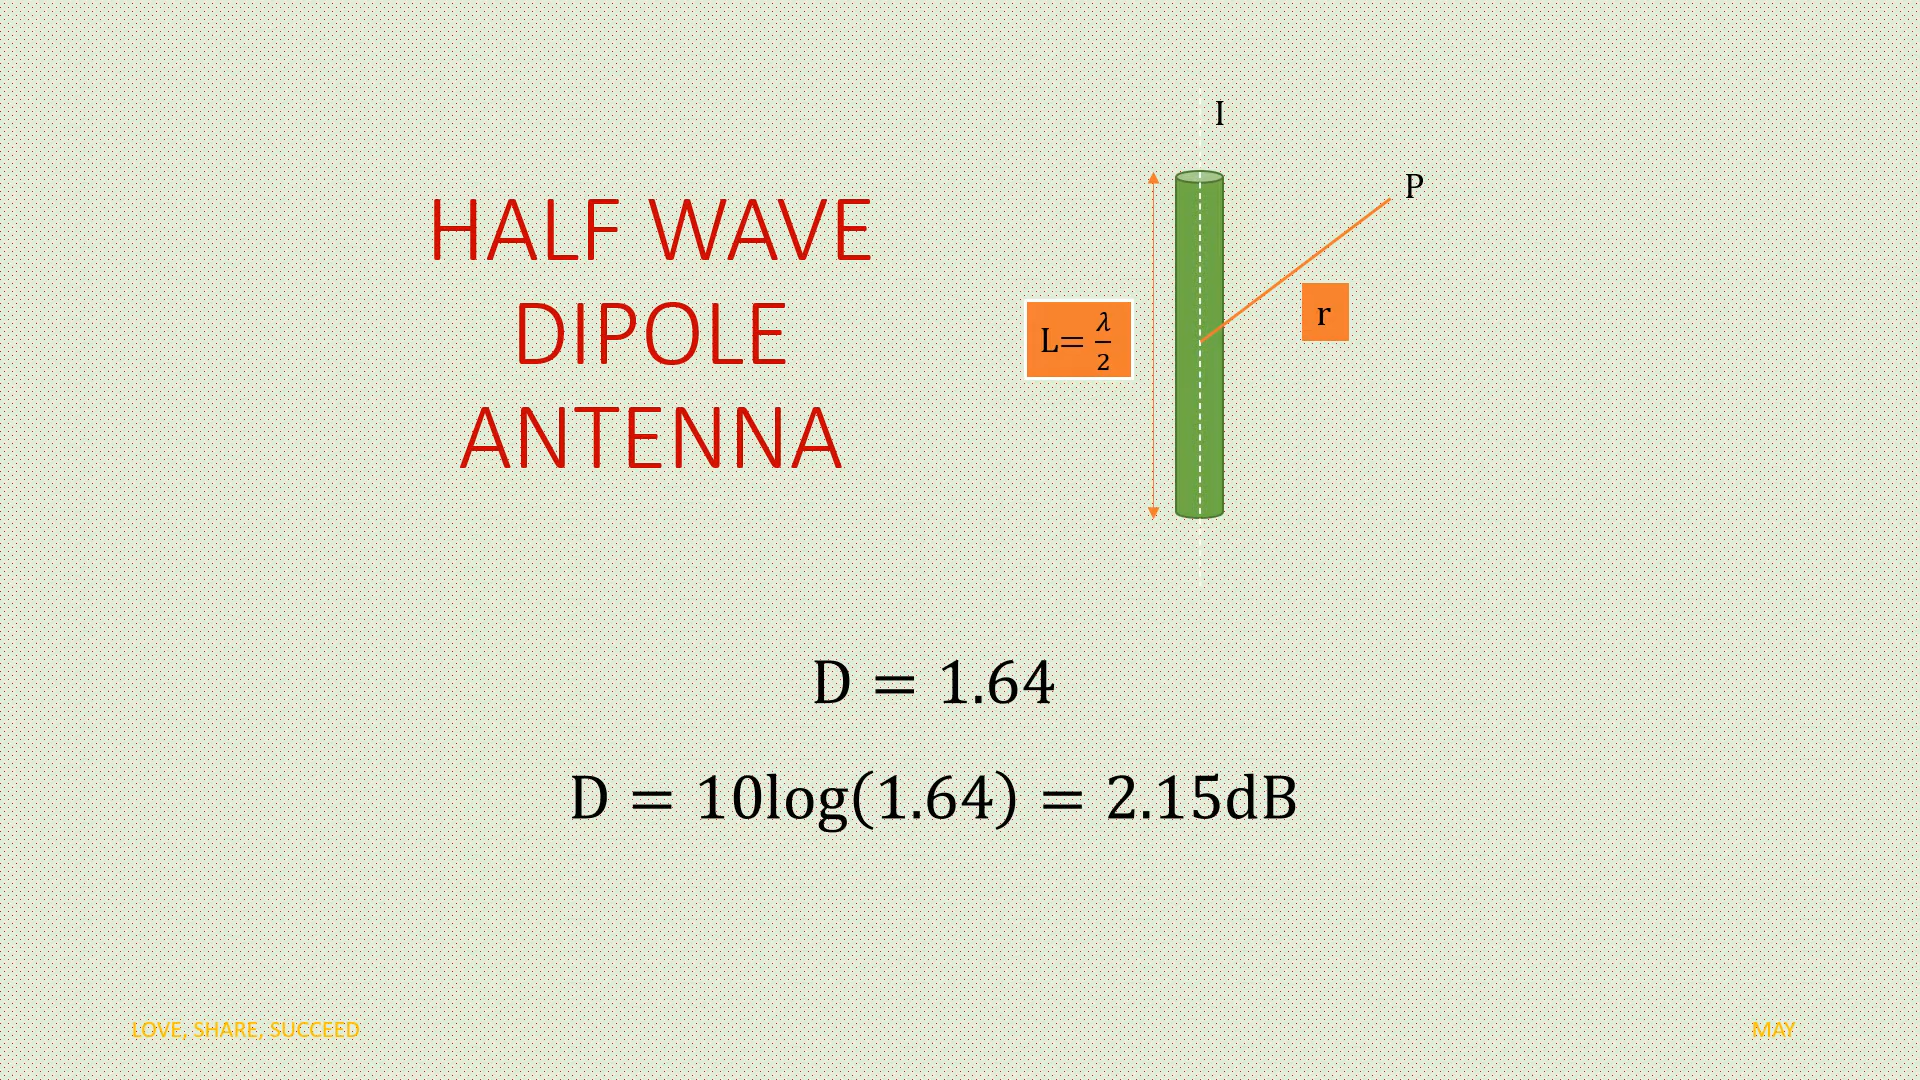 HALF WAVE
DIPOLE
ANTENNA
I
P
r
L= λ/2
D = 1.64
D = 10log(1.64) = 2.15dB
LOVE, SHARE, SUCCEED
MAY